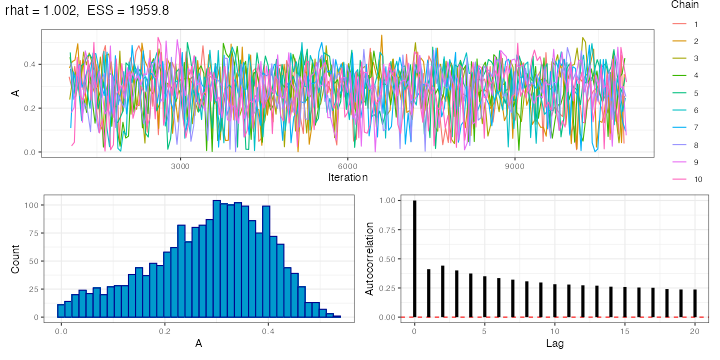 rhat = 1.002, ESS = 1959.8
Chain
1
2
3
4
5
6
7
8
9
10
A
0.4
0.2
0.0
3000 6000 9000
Iteration
Count
100
75
50
25
0
0.0 0.2 0.4
A
Autocorrelation
1.00
0.75
0.50
0.25
0.00
0 5 10 15 20
Lag